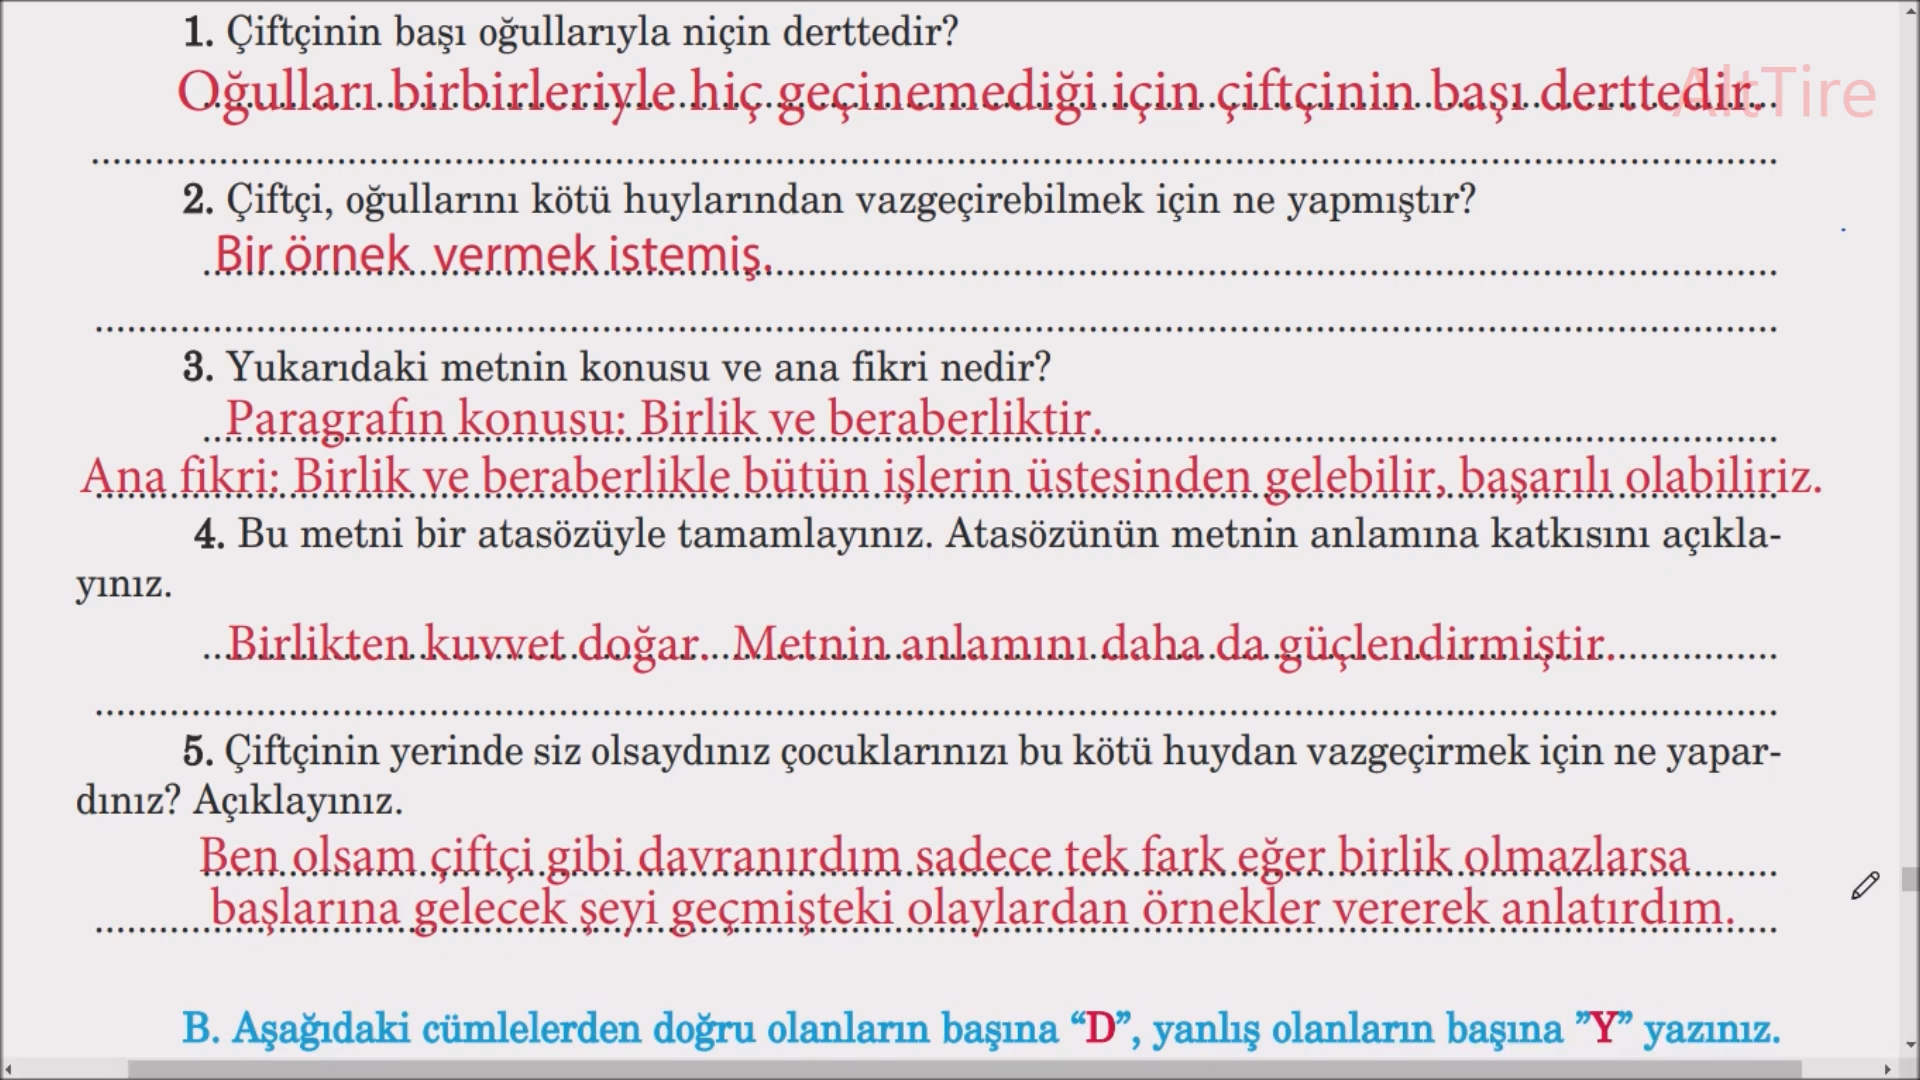 1. Çiftçinin başı oğullarıyla niçin derttedir?
Oğulları birbirleriyle hiç geçinemediği için çiftçinin başı derttedir.
AltTire
2. Çiftçi, oğullarını kötü huylarından vazgeçirebilmek için ne yapmıştır?
Bir örnek vermek istemiş.
3. Yukarıdaki metnin konusu ve ana fikri nedir?
Paragrafın konusu: Birlik ve beraberliktir.
Ana fikri: Birlik ve beraberlikle bütün işlerin üstesinden gelebilir, başarılı olabiliriz.
4. Bu metni bir atasözüyle tamamlayınız. Atasözünün metnin anlamına katkısını açıkla-
yınız.
Birlikten kuvvet doğar. Metnin anlamını daha da güçlendirmiştir.
5. Çiftçinin yerinde siz olsaydınız çocuklarınızı bu kötü huydan vazgeçirmek için ne yapar-
dınız? Açıklayınız.
Ben olsam çiftçi gibi davranırdım sadece tek fark eğer birlik olmazlarsa
başlarına gelecek şeyi geçmişteki olaylardan örnekler vererek anlatırdım.
B. Aşağıdaki cümlelerden doğru olanların başına “D”, yanlış olanların başına ”Y” yazınız.